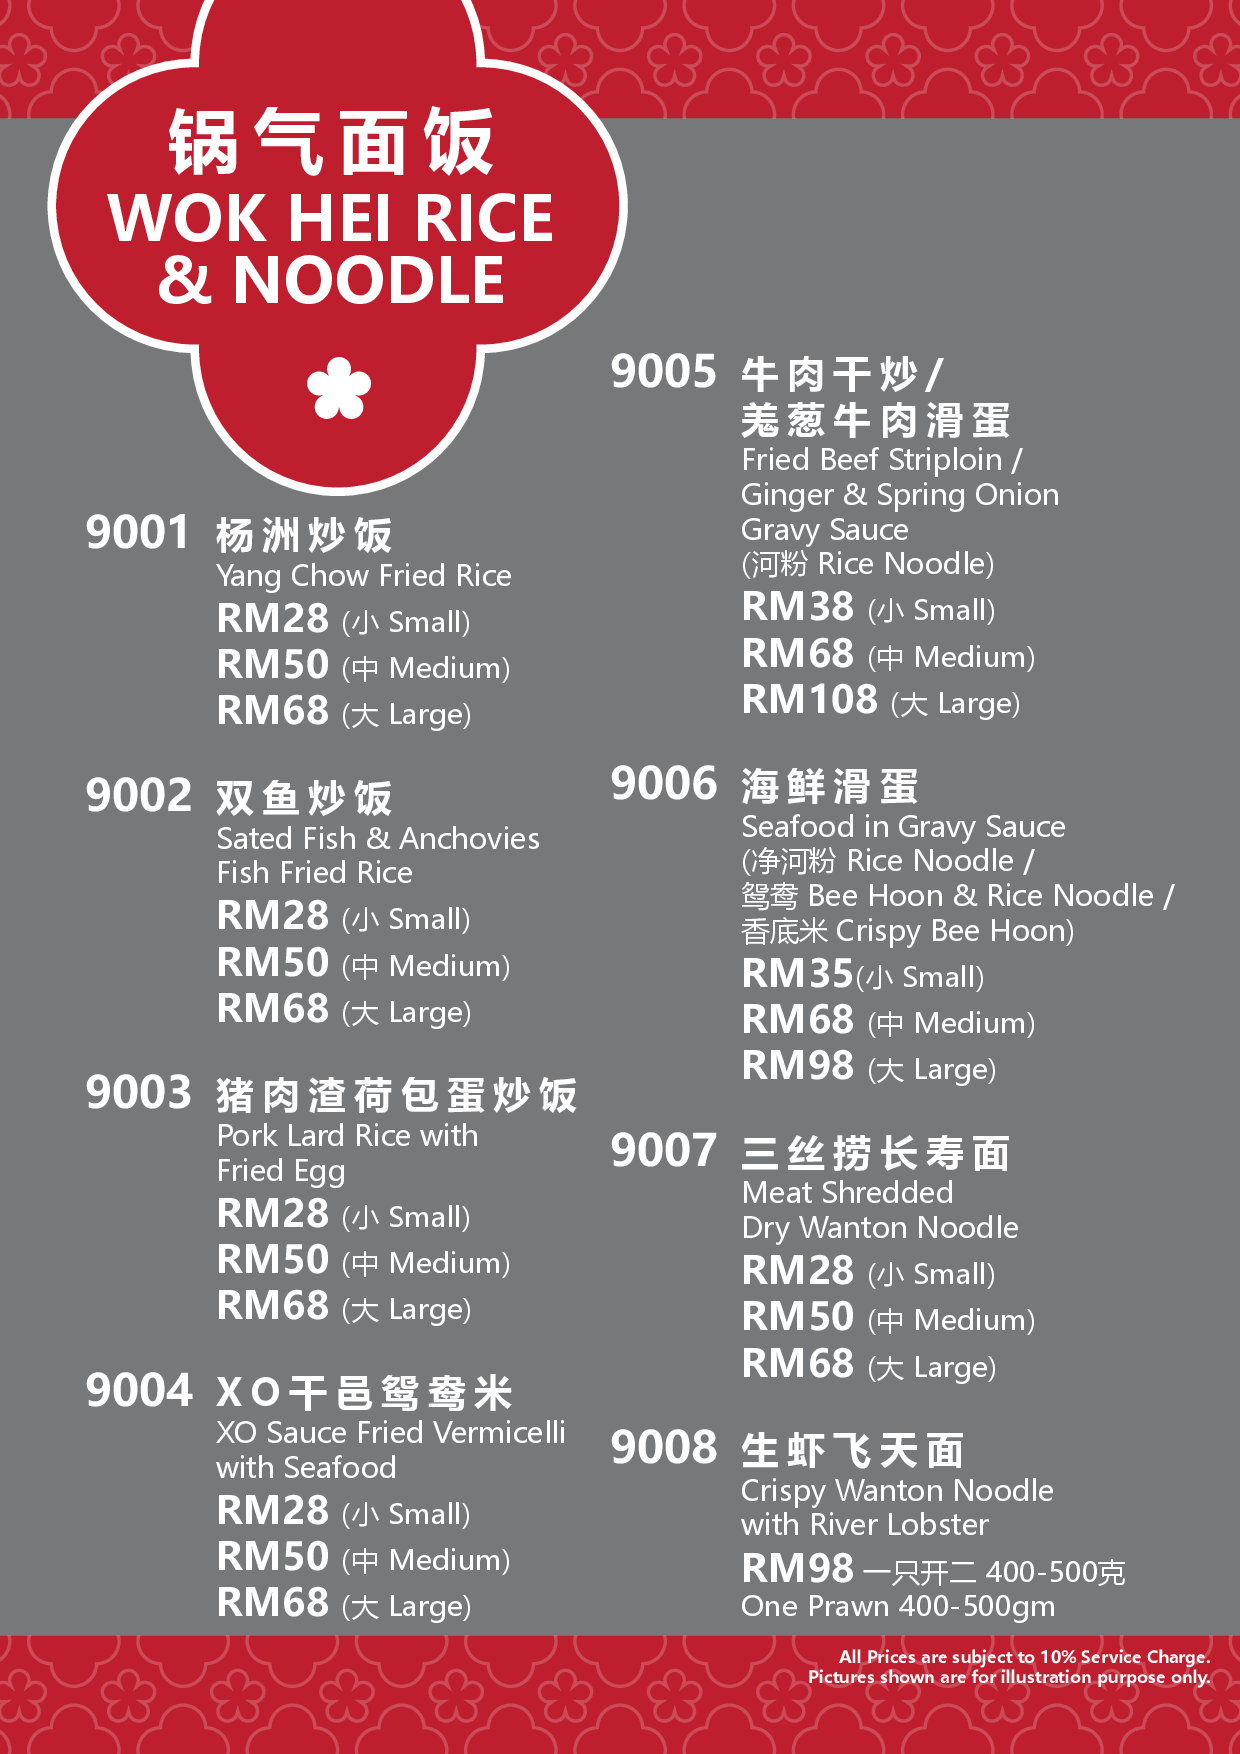 锅气面饭
WOK HEI RICE
& NOODLE
9001 杨洲炒饭
Yang Chow Fried Rice
RM28 (小 Small)
RM50 (中 Medium)
RM68 (大 Large)
9002 双鱼炒饭
Sated Fish & Anchovies
Fish Fried Rice
RM28 (小 Small)
RM50 (中 Medium)
RM68 (大 Large)
9003 猪肉渣荷包蛋炒饭
Pork Lard Rice with
Fried Egg
RM28 (小 Small)
RM50 (中 Medium)
RM68 (大 Large)
9004 XO干邑鸳鸯米
XO Sauce Fried Vermicelli
with Seafood
RM28 (小 Small)
RM50 (中 Medium)
RM68 (大 Large)
9005 牛肉干炒/
羗葱牛肉滑蛋
Fried Beef Striploin /
Ginger & Spring Onion
Gravy Sauce
(河粉 Rice Noodle)
RM38 (小 Small)
RM68 (中 Medium)
RM108 (大 Large)
9006 海鲜滑蛋
Seafood in Gravy Sauce
(净河粉 Rice Noodle /
鸳鸯 Bee Hoon & Rice Noodle /
香底米 Crispy Bee Hoon)
RM35(小 Small)
RM68 (中 Medium)
RM98 (大 Large)
9007 三丝捞长寿面
Meat Shredded
Dry Wanton Noodle
RM28 (小 Small)
RM50 (中 Medium)
RM68 (大 Large)
9008 生虾飞天面
Crispy Wanton Noodle
with River Lobster
RM98 一只开二 400-500克
One Prawn 400-500gm
All Prices are subject to 10% Service Charge.
Pictures shown are for illustration purpose only.